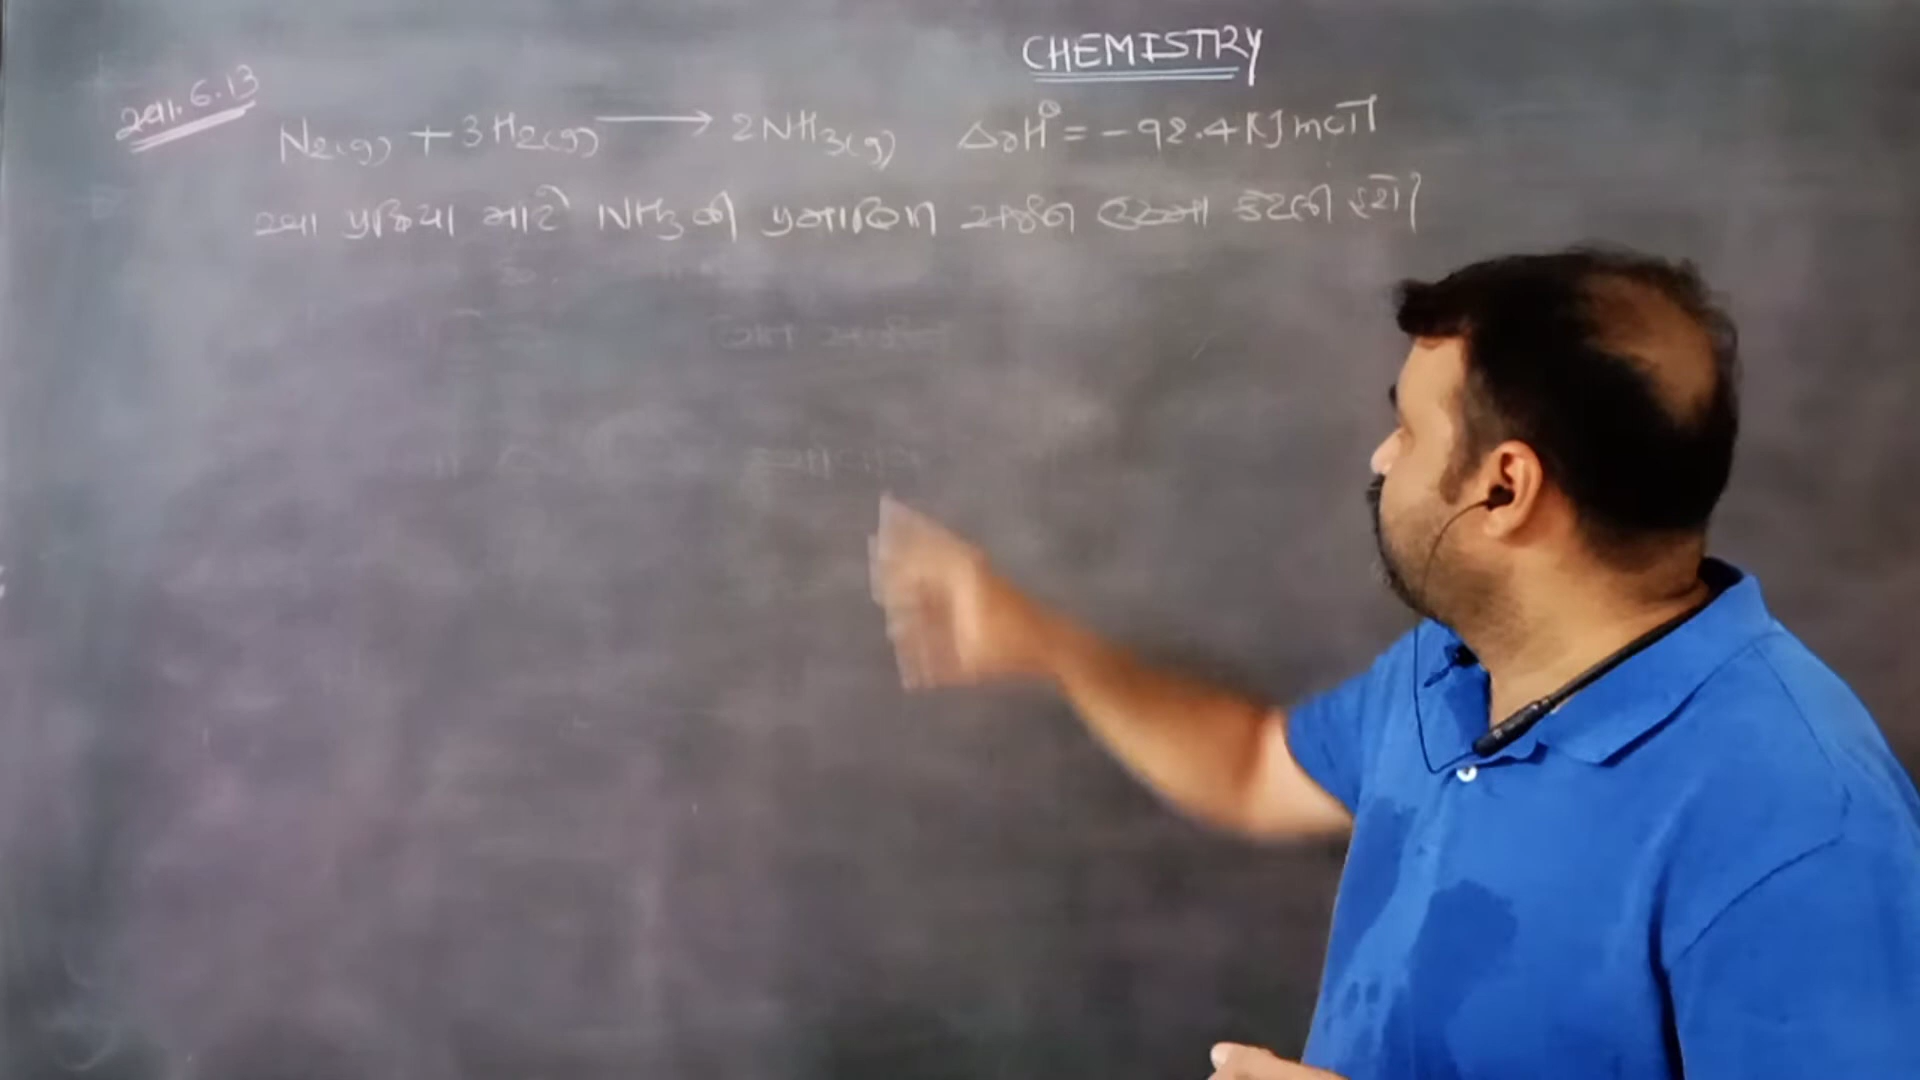 CHEMISTRY
સ્વા. 6.13
N2(g) + 3H2(g) ⟶ 2NH3(g) ΔrH° = -92.4 KJ mol⁻¹
આ પ્રક્રિયા માટે NH3 ની પ્રમાણિત સર્જન ઉષ્મા કેટલી હશે?